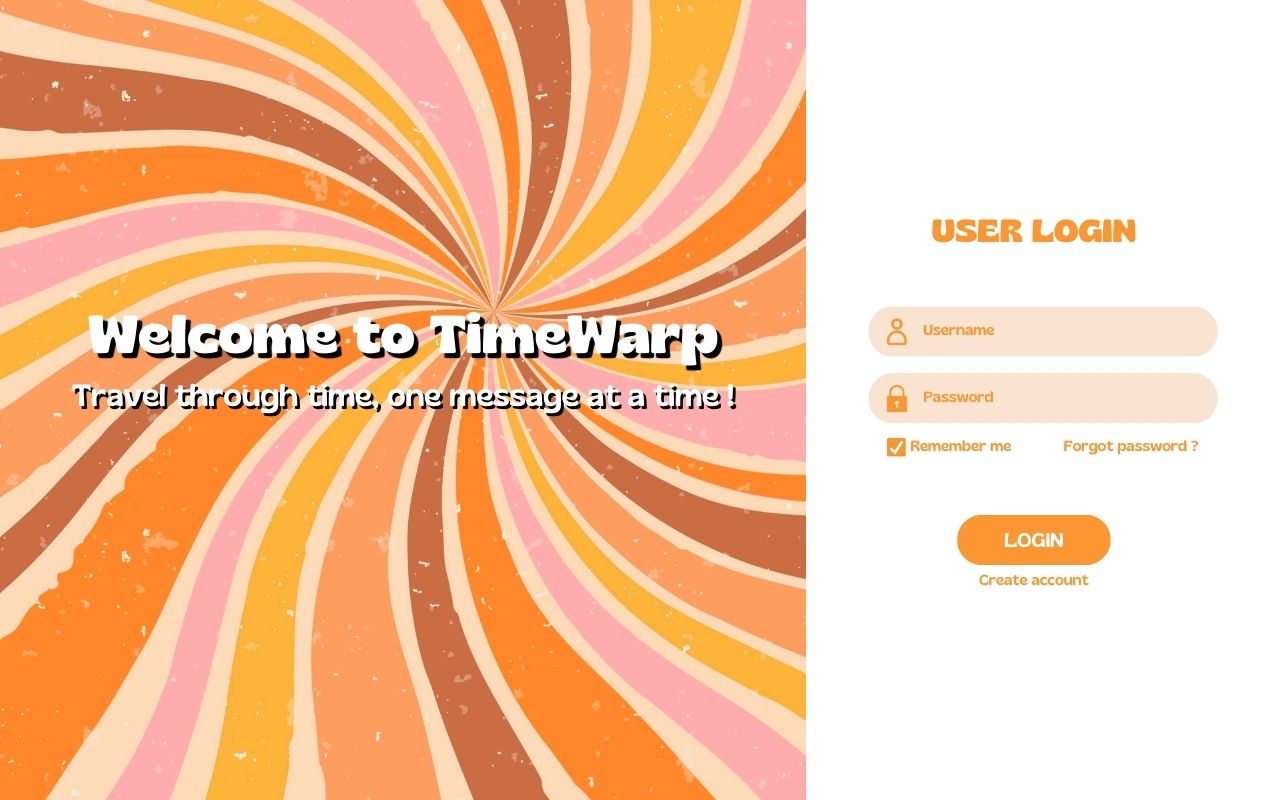 Welcome to TimeWarp
Travel through time, one message at a time !
USER LOGIN
Username
Password
Remember me
Forgot password ?
LOGIN
Create account